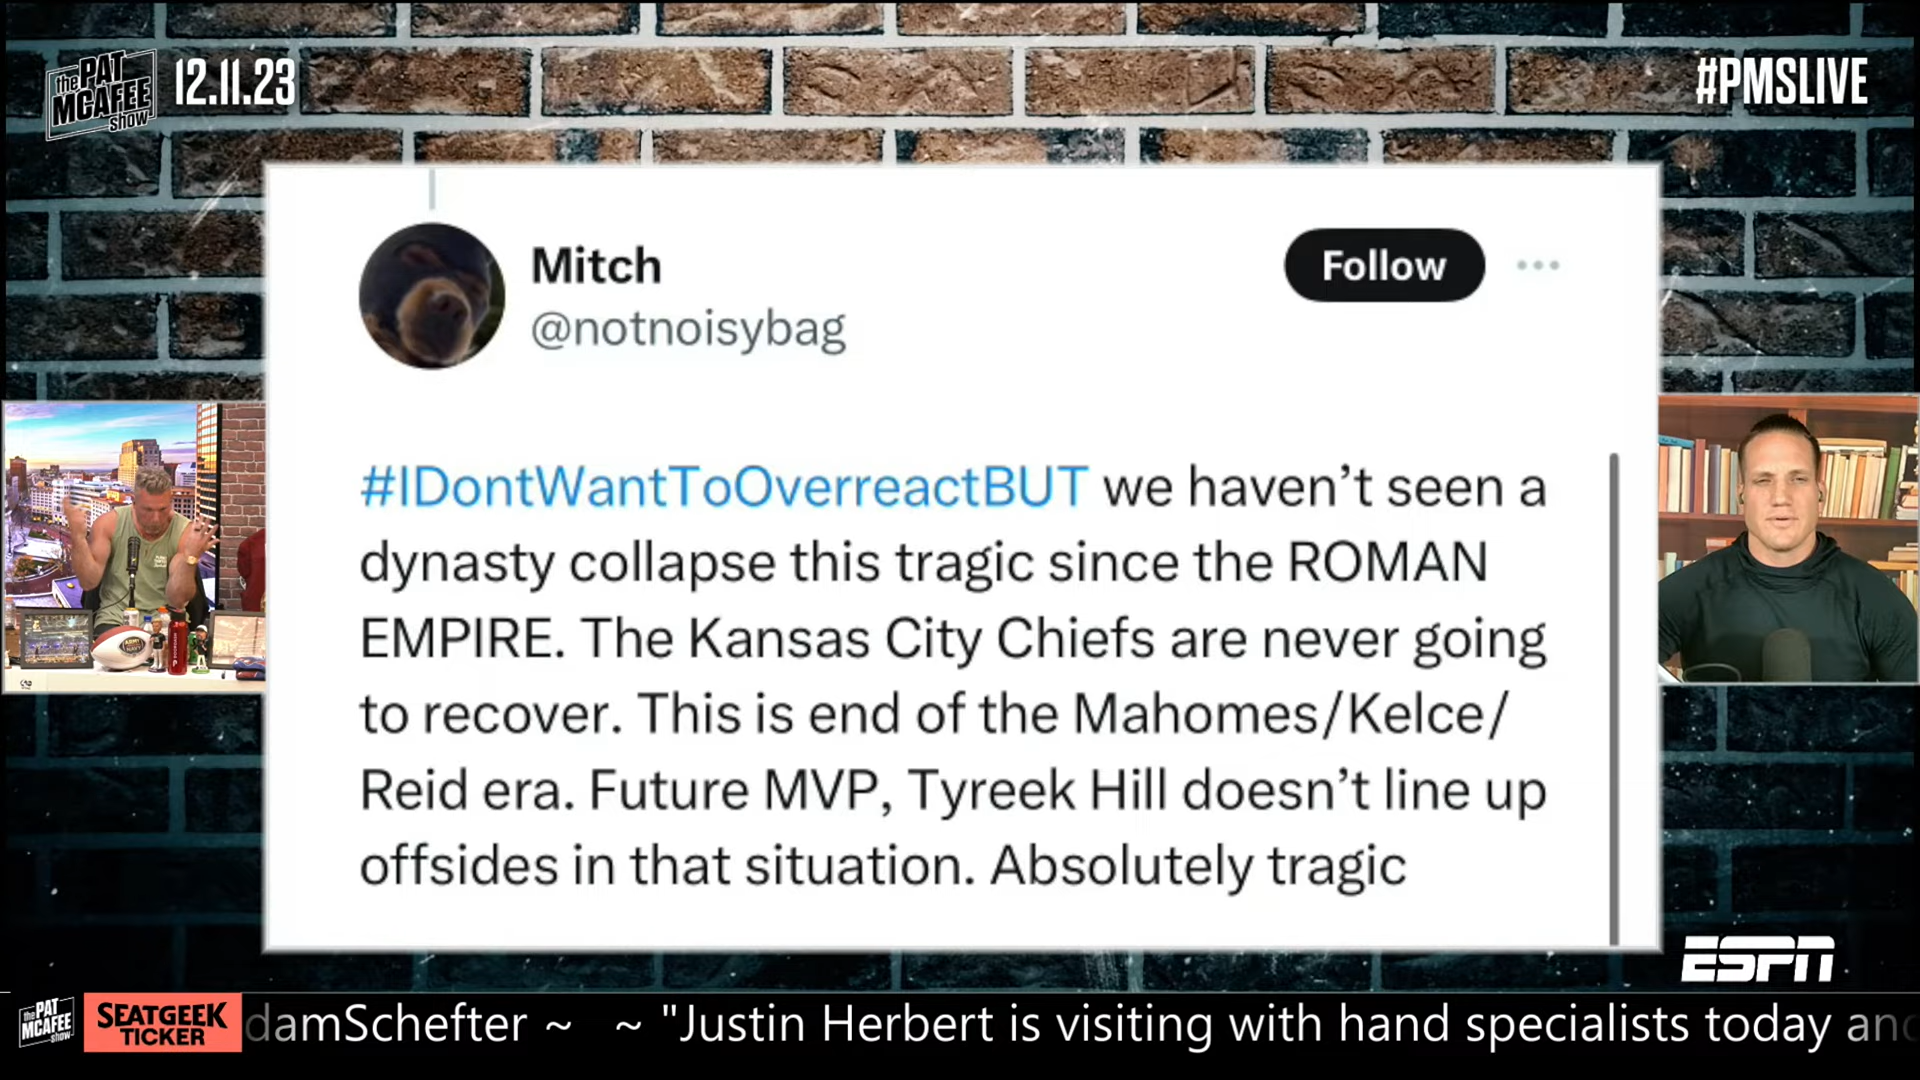 the PAT
MCAFEE
show
12.11.23
#PMSLIVE
Mitch
@notnoisybag
Follow
#IDontWantToOverreactBUT we haven't seen a
dynasty collapse this tragic since the ROMAN
EMPIRE. The Kansas City Chiefs are never going
to recover. This is end of the Mahomes/Kelce/
Reid era. Future MVP, Tyreek Hill doesn't line up
offsides in that situation. Absolutely tragic
ESPN
the PAT
MCAFEE
show
SEATGEEK
TICKER
damSchefter ~ ~ "Justin Herbert is visiting with hand specialists today and